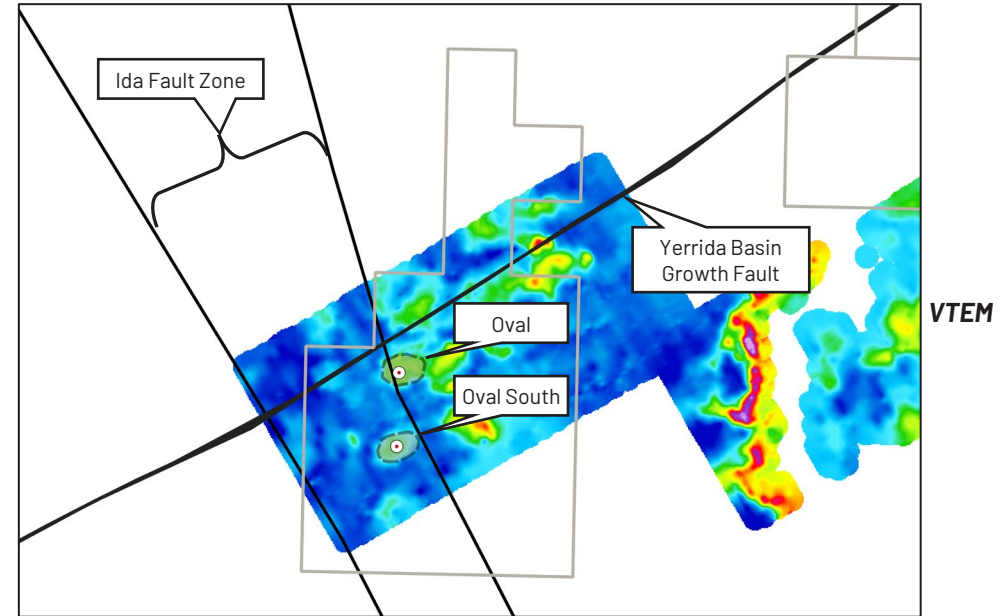 Ida Fault Zone
Yerrida Basin
Growth Fault
VTEM
Oval
Oval South